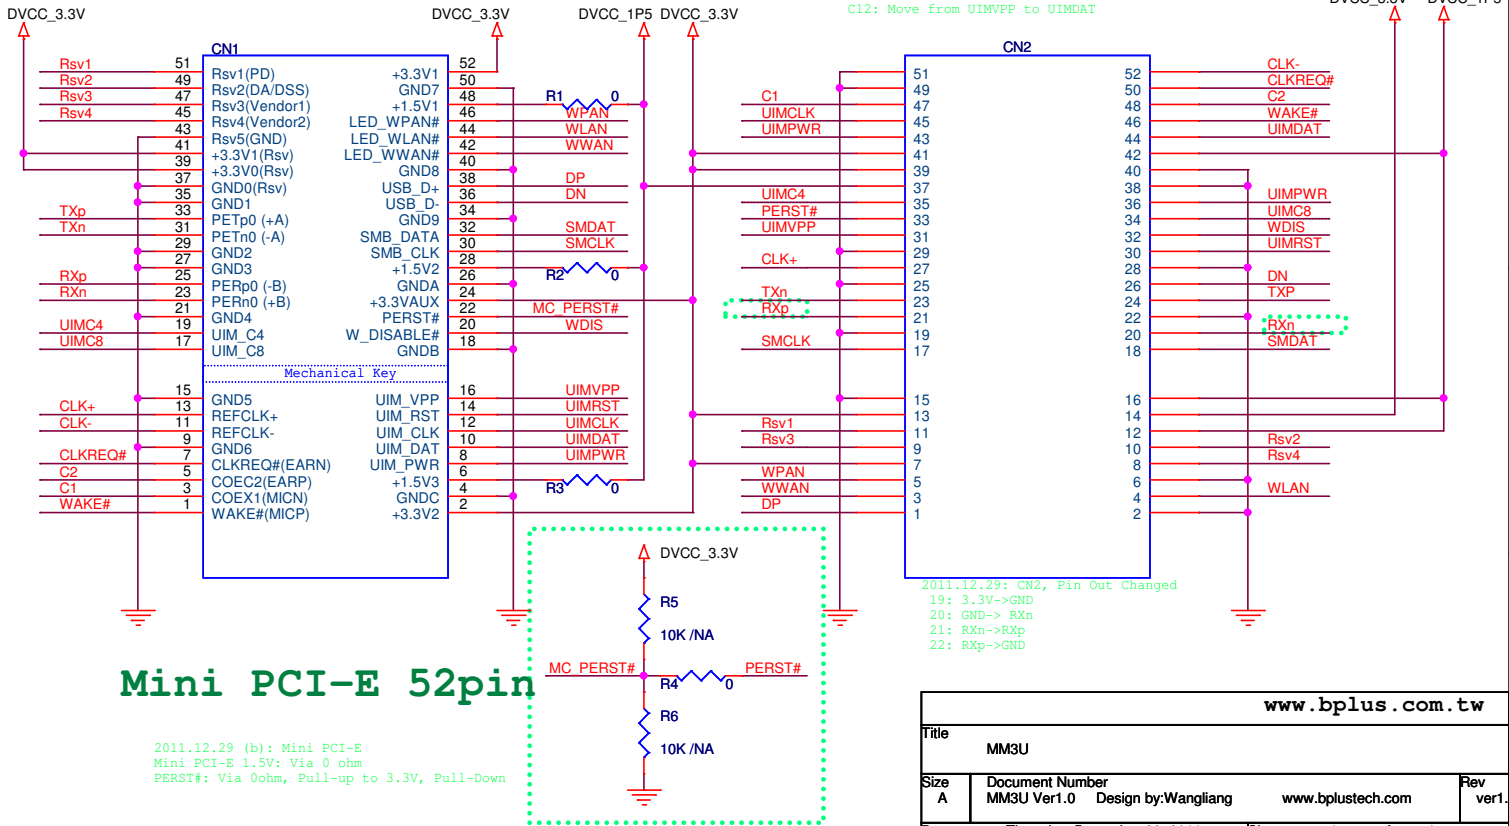 DVCC_3.3V DVCC_3.3V DVCC_1P5 DVCC_3.3V
C12: Move from UIMVPP to UIMDAT
CN1
Rsv1 51 Rsv1(PD) +3.3V1 52
Rsv2 49 Rsv2(DA/DSS) GND7 50
Rsv3 47 Rsv3(Vendor1) +1.5V1 48 R1 0
Rsv4 45 Rsv4(Vendor2) LED_WPAN# 46 WPAN
43 Rsv5(GND) LED_WLAN# 44 WLAN
41 +3.3V1(Rsv) LED_WWAN# 42 WWAN
39 +3.3V0(Rsv) GND8 40
37 GND0(Rsv) USB_D+ 38 DP
35 GND1 USB_D- 36 DN
TXp 33 PETp0 (+A) GND9 34
TXn 31 PETn0 (-A) SMB_DATA 32 SMDAT
29 GND2 SMB_CLK 30 SMCLK
27 GND3 +1.5V2 28 R2 0
RXp 25 PERp0 (-B) GNDA 26
RXn 23 PERn0 (+B) +3.3VAUX 24
21 GND4 PERST# 22 MC_PERST#
UIMC4 19 UIM_C4 W_DISABLE# 20 WDIS
UIMC8 17 UIM_C8 GNDB 18
Mechanical Key
15 GND5 UIM_VPP 16 UIMVPP
CLK+ 13 REFCLK+ UIM_RST 14 UIMRST
CLK- 11 REFCLK- UIM_CLK 12 UIMCLK
9 GND6 UIM_DAT 10 UIMDAT
CLKREQ# 7 CLKREQ#(EARN) UIM_PWR 8 UIMPWR
C2 5 COEC2(EARP) +1.5V3 6 R3 0
C1 3 COEX1(MICN) GNDC 4
WAKE# 1 WAKE#(MICP) +3.3V2 2
CN2
51 52 CLK-
49 50 CLKREQ#
C1 47 48 C2
UIMCLK 45 46 WAKE#
UIMPWR 43 44 UIMDAT
41 42
39 40
37 38
UIMC4 35 36 UIMPWR
PERST# 33 34 UIMC8
UIMVPP 31 32 WDIS
29 30 UIMRST
CLK+ 27 28
25 26 DN
TXn 23 24 TXP
RXp 21 22
19 20 RXn
SMCLK 17 18 SMDAT
15 16
13 14
Rsv1 11 12
Rsv3 9 10 Rsv2
7 8 Rsv4
WPAN 5 6
WWAN 3 4 WLAN
DP 1 2
2011.12.29: CN2, Pin Out Changed
19: 3.3V->GND
20: GND-> RXn
21: RXn->RXp
22: RXp->GND
DVCC_3.3V
R5
10K /NA
MC_PERST# R4 0 PERST#
R6
10K /NA
Mini PCI-E 52pin
2011.12.29 (b): Mini PCI-E
Mini PCI-E 1.5V: Via 0 ohm
PERST#: Via 0ohm, Pull-up to 3.3V, Pull-Down
www.bplus.com.tw
Title
MM3U
Size Document Number Rev
A MM3U Ver1.0 Design by:Wangliang www.bplustech.com ver1.